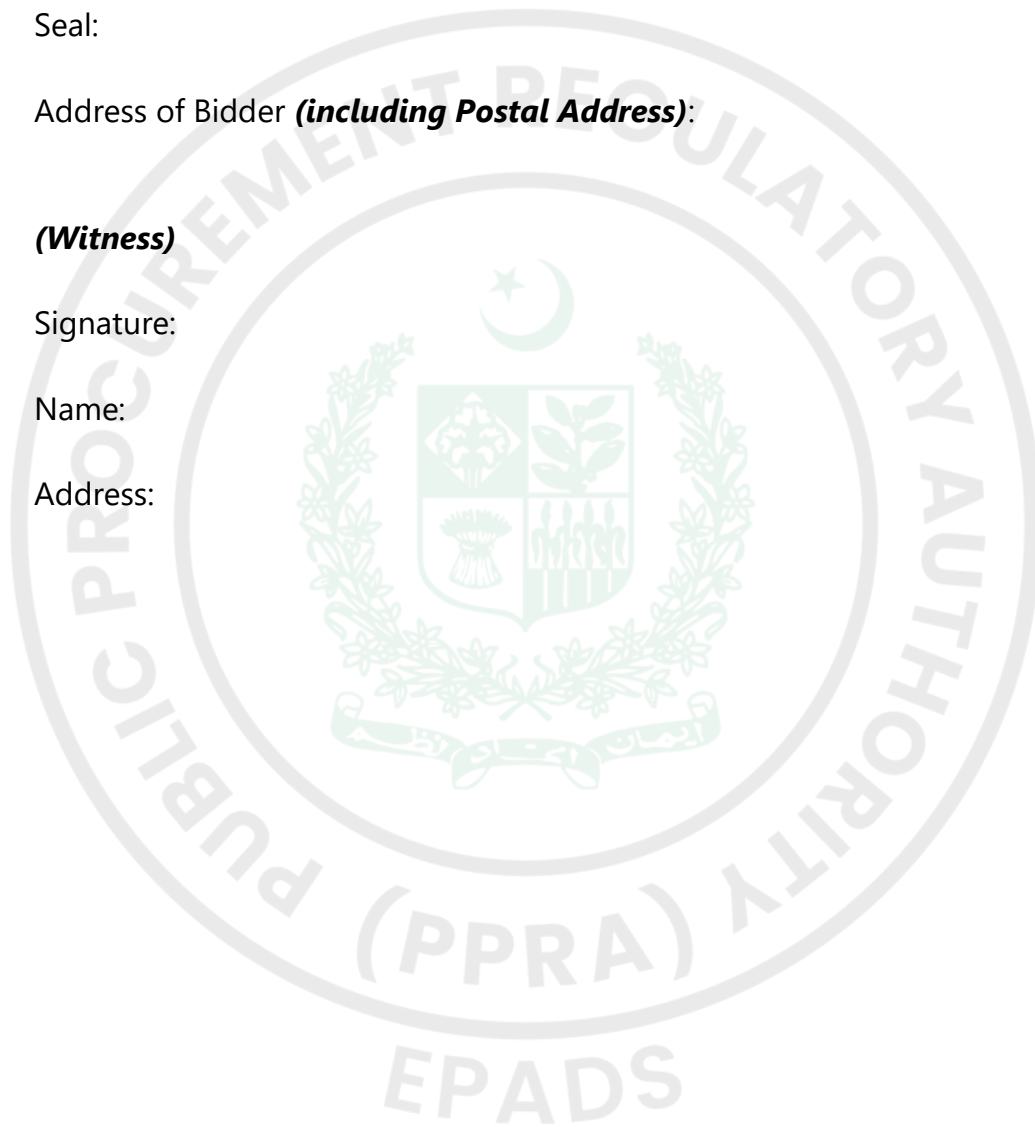 Seal:
Address of Bidder (including Postal Address):
(Witness)
Signature:
Name:
Address:
PUBLIC PROCUREMENT REGULATORY AUTHORITY
(PPRA)
EPADS